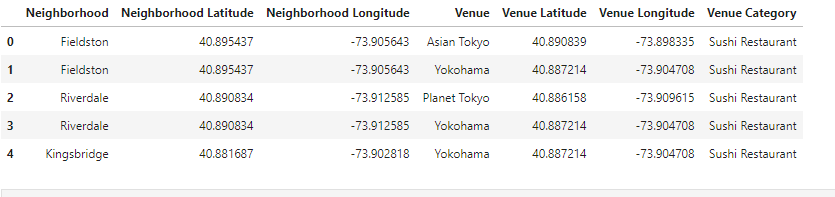 Neighborhood Neighborhood Latitude Neighborhood Longitude Venue Venue Latitude Venue Longitude Venue Category
0 Fieldston 40.895437 -73.905643 Asian Tokyo 40.890839 -73.898335 Sushi Restaurant
1 Fieldston 40.895437 -73.905643 Yokohama 40.887214 -73.904708 Sushi Restaurant
2 Riverdale 40.890834 -73.912585 Planet Tokyo 40.886158 -73.909615 Sushi Restaurant
3 Riverdale 40.890834 -73.912585 Yokohama 40.887214 -73.904708 Sushi Restaurant
4 Kingsbridge 40.881687 -73.902818 Yokohama 40.887214 -73.904708 Sushi Restaurant